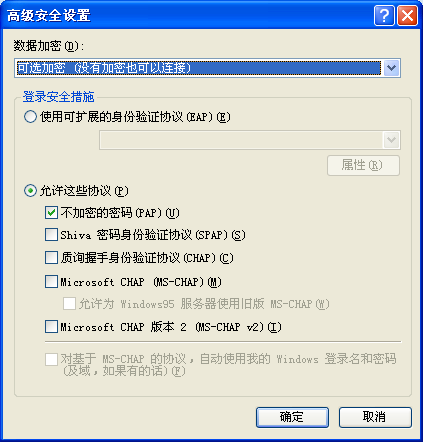 高级安全设置
数据加密(D):
可选加密 (没有加密也可以连接)
登录安全措施
使用可扩展的身份验证协议(EAP)(E)
属性(R)
允许这些协议(P)
不加密的密码(PAP)(U)
Shiva 密码身份验证协议(SPAP)(S)
质询握手身份验证协议(CHAP)(C)
Microsoft CHAP (MS-CHAP)(M)
允许为 Windows95 服务器使用旧版 MS-CHAP(W)
Microsoft CHAP 版本 2 (MS-CHAP v2)(I)
对基于 MS-CHAP 的协议，自动使用我的 Windows 登录名和密码
(及域，如果有的话)(F)
确定
取消